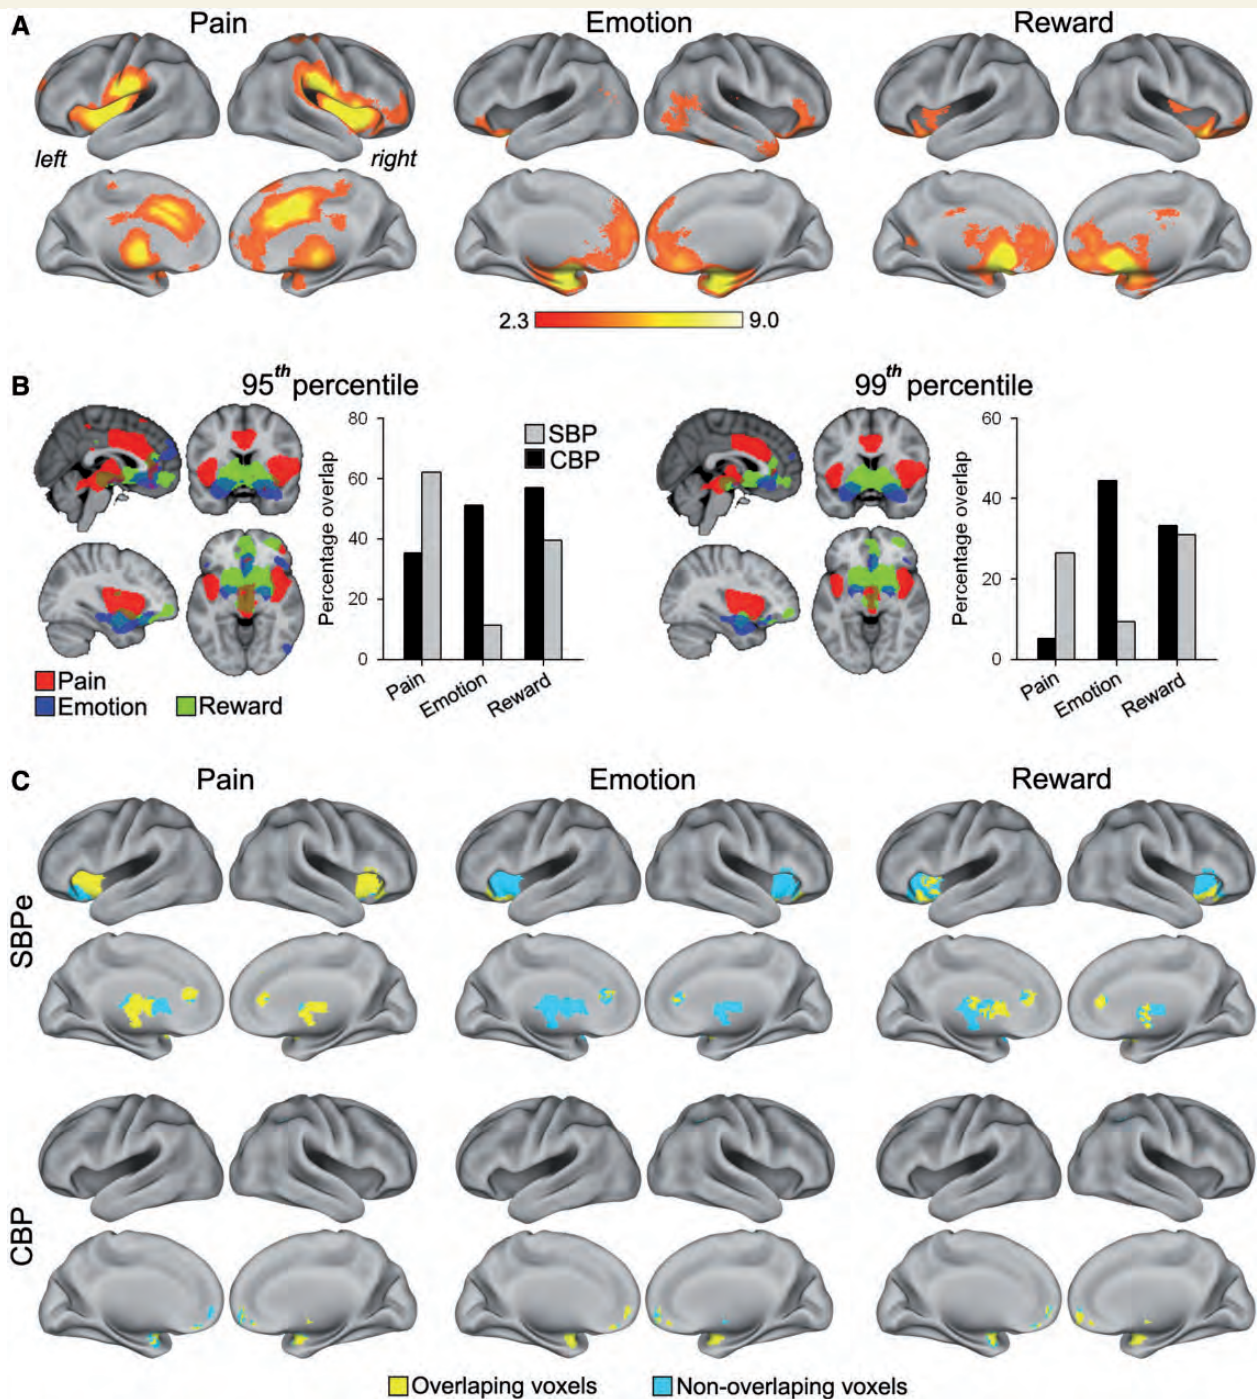 A
Pain
Emotion
Reward
left
right
2.3
9.0
B
95th percentile
99th percentile
80
60
40
20
0
Percentage overlap
SBP
CBP
Pain
Emotion
Reward
60
40
20
0
Percentage overlap
Pain
Emotion
Reward
Pain
Emotion
Reward
C
Pain
Emotion
Reward
SBPe
CBP
Overlaping voxels
Non-overlaping voxels